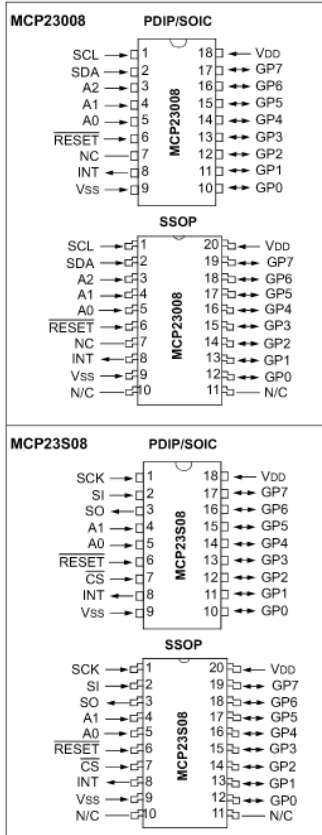 MCP23008 PDIP/SOIC
SCL 1 18 VDD
SDA 2 17 GP7
A2 3 16 GP6
A1 4 15 GP5
A0 5 14 GP4
RESET 6 13 GP3
NC 7 12 GP2
INT 8 11 GP1
VSS 9 10 GP0
MCP23008
SSOP
SCL 1 20 VDD
SDA 2 19 GP7
A2 3 18 GP6
A1 4 17 GP5
A0 5 16 GP4
RESET 6 15 GP3
NC 7 14 GP2
INT 8 13 GP1
VSS 9 12 GP0
N/C 10 11 N/C
MCP23008
MCP23S08 PDIP/SOIC
SCK 1 18 VDD
SI 2 17 GP7
SO 3 16 GP6
A1 4 15 GP5
A0 5 14 GP4
RESET 6 13 GP3
CS 7 12 GP2
INT 8 11 GP1
VSS 9 10 GP0
MCP23S08
SSOP
SCK 1 20 VDD
SI 2 19 GP7
SO 3 18 GP6
A1 4 17 GP5
A0 5 16 GP4
RESET 6 15 GP3
CS 7 14 GP2
INT 8 13 GP1
VSS 9 12 GP0
N/C 10 11 N/C
MCP23S08